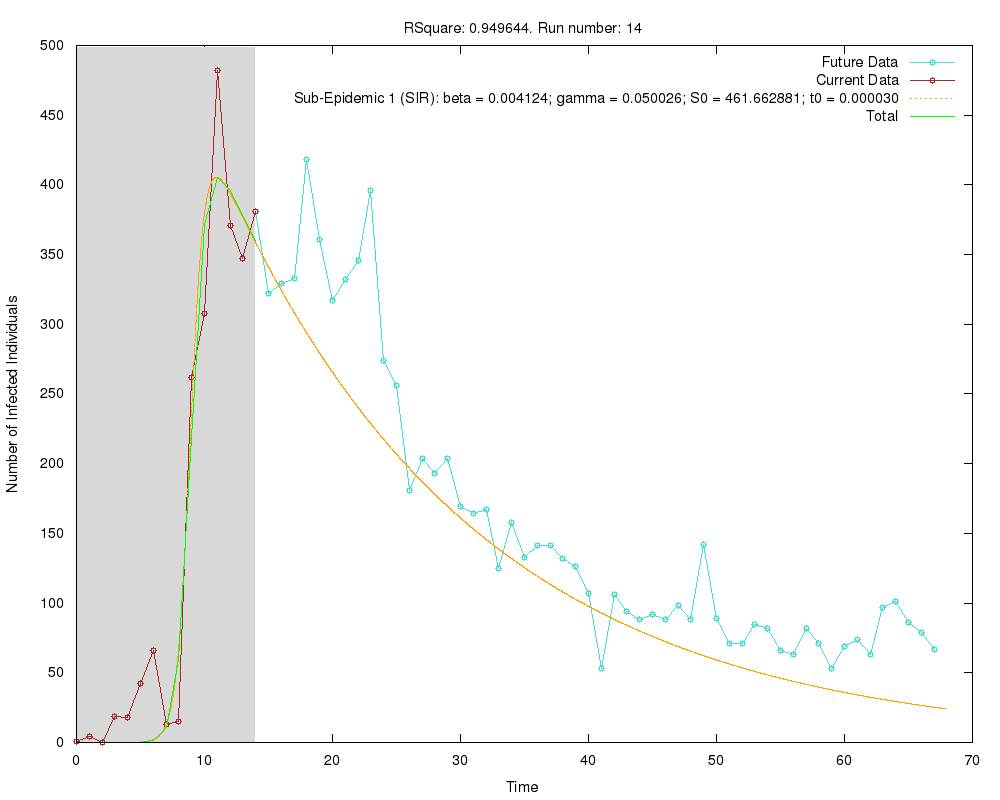 RSquare: 0.949644. Run number: 14
500
450
400
350
300
250
200
150
100
50
0
Number of Infected Individuals
Future Data
Current Data
Sub-Epidemic 1 (SIR): beta = 0.004124; gamma = 0.050026; S0 = 461.662881; t0 = 0.000030
Total
0 10 20 30 40 50 60 70
Time